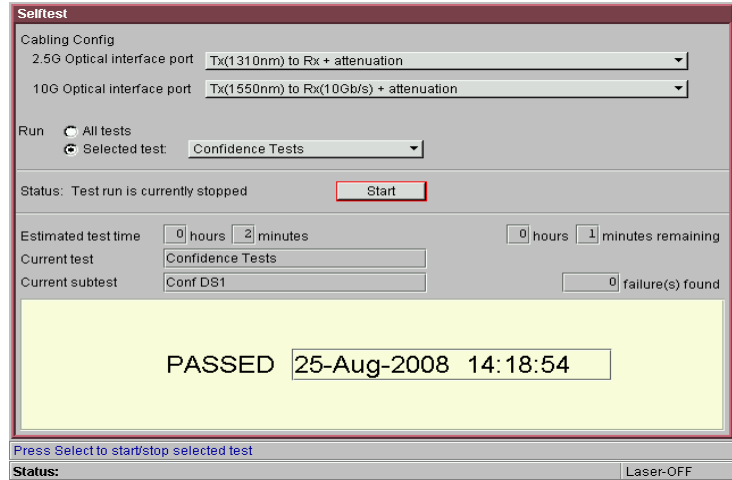 Selftest
Cabling Config
2.5G Optical interface port Tx(1310nm) to Rx + attenuation
10G Optical interface port Tx(1550nm) to Rx(10Gb/s) + attenuation
Run All tests
Selected test: Confidence Tests
Status: Test run is currently stopped Start
Estimated test time 0 hours 2 minutes 0 hours 1 minutes remaining
Current test Confidence Tests
Current subtest Conf DS1 0 failure(s) found
PASSED 25-Aug-2008 14:18:54
Press Select to start/stop selected test
Status: Laser-OFF